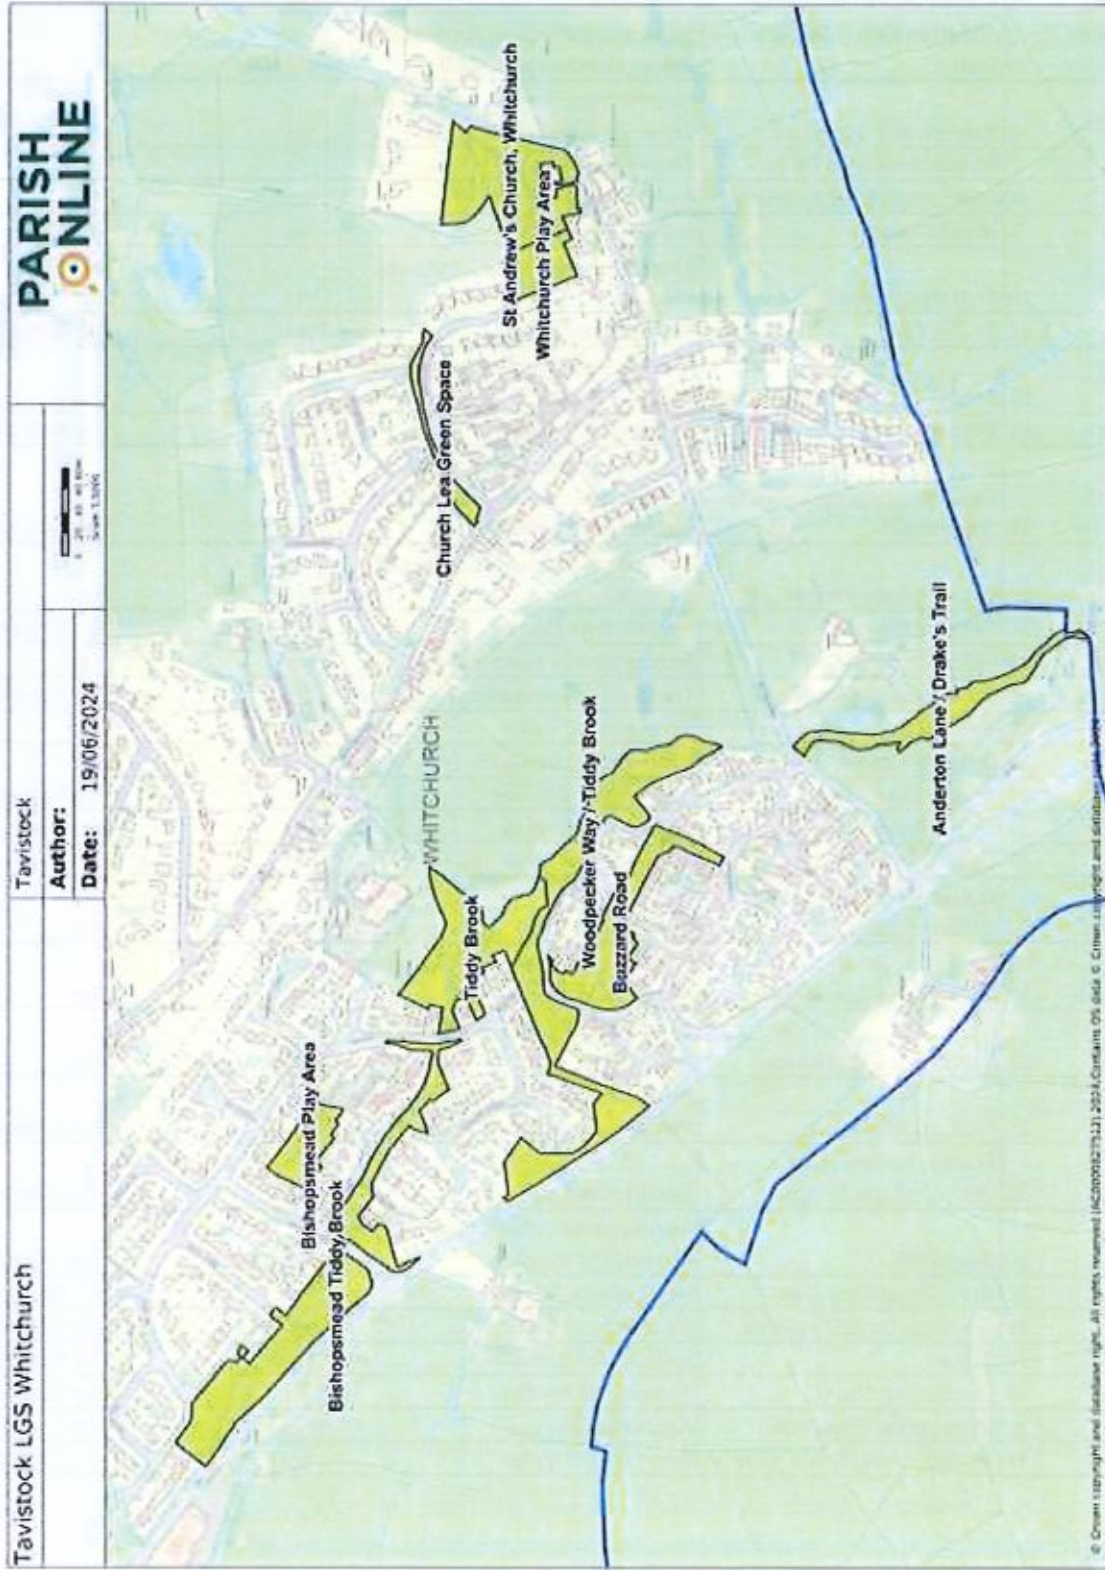 Tavistock LGS Whitchurch
Tavistock
Author:
Date: 19/06/2024
PARISH
ONLINE
Bishopsmead Tiddy Brook
Bishopsmead Play Area
Tiddy Brook
WHITCHURCH
Woodpecker Way / Tiddy Brook
Buzzard Road
Anderton Lane / Drake's Trail
Church Lea Green Space
St Andrew's Church, Whitchurch
Whitchurch Play Area